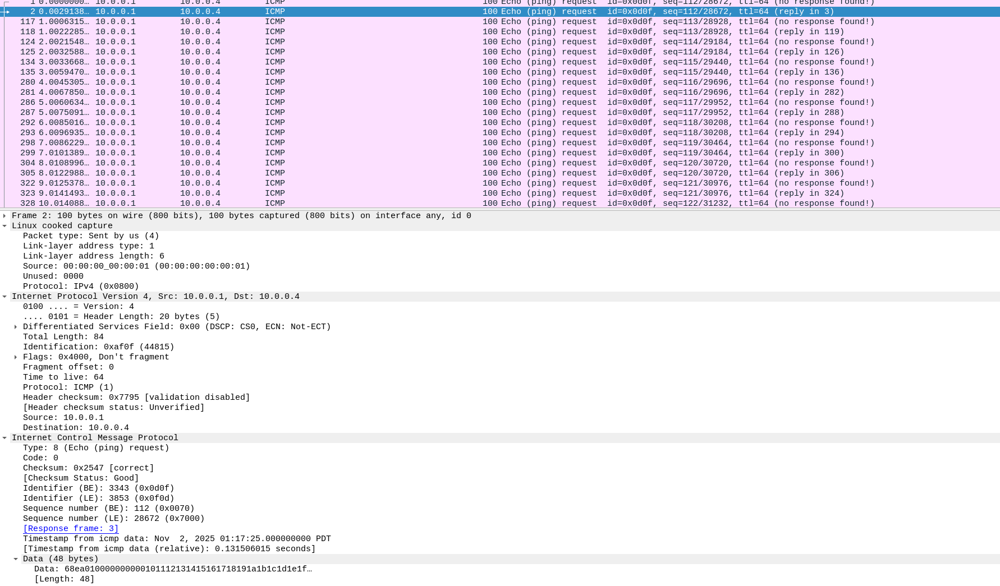 1 0.0000000… 10.0.0.1 10.0.0.4 ICMP 100 Echo (ping) request id=0x0d0f, seq=112/28672, ttl=64 (no response found!)
2 0.0029138… 10.0.0.1 10.0.0.4 ICMP 100 Echo (ping) request id=0x0d0f, seq=112/28672, ttl=64 (reply in 3)
117 1.0006315… 10.0.0.1 10.0.0.4 ICMP 100 Echo (ping) request id=0x0d0f, seq=113/28928, ttl=64 (no response found!)
118 1.0022285… 10.0.0.1 10.0.0.4 ICMP 100 Echo (ping) request id=0x0d0f, seq=113/28928, ttl=64 (reply in 119)
124 2.0021548… 10.0.0.1 10.0.0.4 ICMP 100 Echo (ping) request id=0x0d0f, seq=114/29184, ttl=64 (no response found!)
125 2.0032588… 10.0.0.1 10.0.0.4 ICMP 100 Echo (ping) request id=0x0d0f, seq=114/29184, ttl=64 (reply in 126)
134 3.0033668… 10.0.0.1 10.0.0.4 ICMP 100 Echo (ping) request id=0x0d0f, seq=115/29440, ttl=64 (no response found!)
135 3.0059470… 10.0.0.1 10.0.0.4 ICMP 100 Echo (ping) request id=0x0d0f, seq=115/29440, ttl=64 (reply in 136)
280 4.0045305… 10.0.0.1 10.0.0.4 ICMP 100 Echo (ping) request id=0x0d0f, seq=116/29696, ttl=64 (no response found!)
281 4.0067850… 10.0.0.1 10.0.0.4 ICMP 100 Echo (ping) request id=0x0d0f, seq=116/29696, ttl=64 (reply in 282)
286 5.0060634… 10.0.0.1 10.0.0.4 ICMP 100 Echo (ping) request id=0x0d0f, seq=117/29952, ttl=64 (no response found!)
287 5.0075091… 10.0.0.1 10.0.0.4 ICMP 100 Echo (ping) request id=0x0d0f, seq=117/29952, ttl=64 (reply in 288)
292 6.0085016… 10.0.0.1 10.0.0.4 ICMP 100 Echo (ping) request id=0x0d0f, seq=118/30208, ttl=64 (no response found!)
293 6.0096935… 10.0.0.1 10.0.0.4 ICMP 100 Echo (ping) request id=0x0d0f, seq=118/30208, ttl=64 (reply in 294)
298 7.0086229… 10.0.0.1 10.0.0.4 ICMP 100 Echo (ping) request id=0x0d0f, seq=119/30464, ttl=64 (no response found!)
299 7.0101389… 10.0.0.1 10.0.0.4 ICMP 100 Echo (ping) request id=0x0d0f, seq=119/30464, ttl=64 (reply in 300)
304 8.0108996… 10.0.0.1 10.0.0.4 ICMP 100 Echo (ping) request id=0x0d0f, seq=120/30720, ttl=64 (no response found!)
305 8.0122988… 10.0.0.1 10.0.0.4 ICMP 100 Echo (ping) request id=0x0d0f, seq=120/30720, ttl=64 (reply in 306)
322 9.0125378… 10.0.0.1 10.0.0.4 ICMP 100 Echo (ping) request id=0x0d0f, seq=121/30976, ttl=64 (no response found!)
323 9.0141493… 10.0.0.1 10.0.0.4 ICMP 100 Echo (ping) request id=0x0d0f, seq=121/30976, ttl=64 (reply in 324)
328 10.014088… 10.0.0.1 10.0.0.4 ICMP 100 Echo (ping) request id=0x0d0f, seq=122/31232, ttl=64 (no response found!)
Frame 2: 100 bytes on wire (800 bits), 100 bytes captured (800 bits) on interface any, id 0
Linux cooked capture
Packet type: Sent by us (4)
Link-layer address type: 1
Link-layer address length: 6
Source: 00:00:00_00:00:01 (00:00:00:00:00:01)
Unused: 0000
Protocol: IPv4 (0x0800)
Internet Protocol Version 4, Src: 10.0.0.1, Dst: 10.0.0.4
0100 .... = Version: 4
.... 0101 = Header Length: 20 bytes (5)
Differentiated Services Field: 0x00 (DSCP: CS0, ECN: Not-ECT)
Total Length: 84
Identification: 0xaf0f (44815)
Flags: 0x4000, Don't fragment
Fragment offset: 0
Time to live: 64
Protocol: ICMP (1)
Header checksum: 0x7795 [validation disabled]
[Header checksum status: Unverified]
Source: 10.0.0.1
Destination: 10.0.0.4
Internet Control Message Protocol
Type: 8 (Echo (ping) request)
Code: 0
Checksum: 0x2547 [correct]
[Checksum Status: Good]
Identifier (BE): 3343 (0x0d0f)
Identifier (LE): 3853 (0x0f0d)
Sequence number (BE): 112 (0x0070)
Sequence number (LE): 28672 (0x7000)
[Response frame: 3]
Timestamp from icmp data: Nov  2, 2025 01:17:25.000000000 PDT
[Timestamp from icmp data (relative): 0.131506015 seconds]
Data (48 bytes)
Data: 68ea010000000000101112131415161718191a1b1c1d1e1f…
[Length: 48]